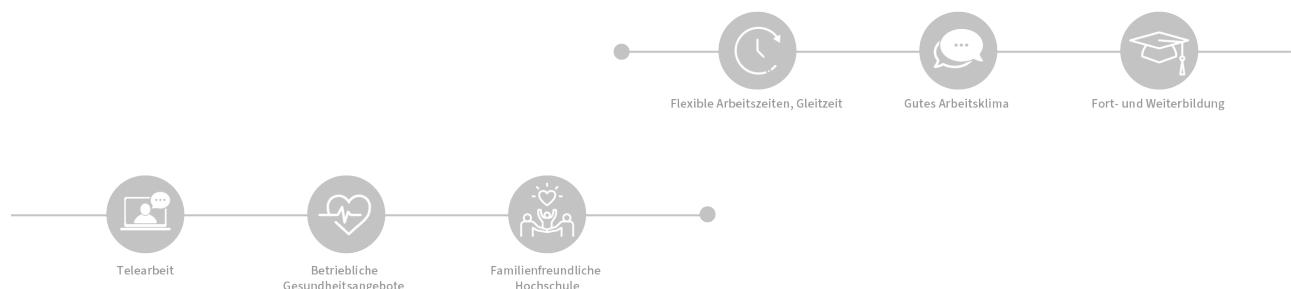 Flexible Arbeitszeiten, Gleitzeit
Gutes Arbeitsklima
Fort- und Weiterbildung
Telearbeit
Betriebliche
Gesundheitsangebote
Familienfreundliche
Hochschule